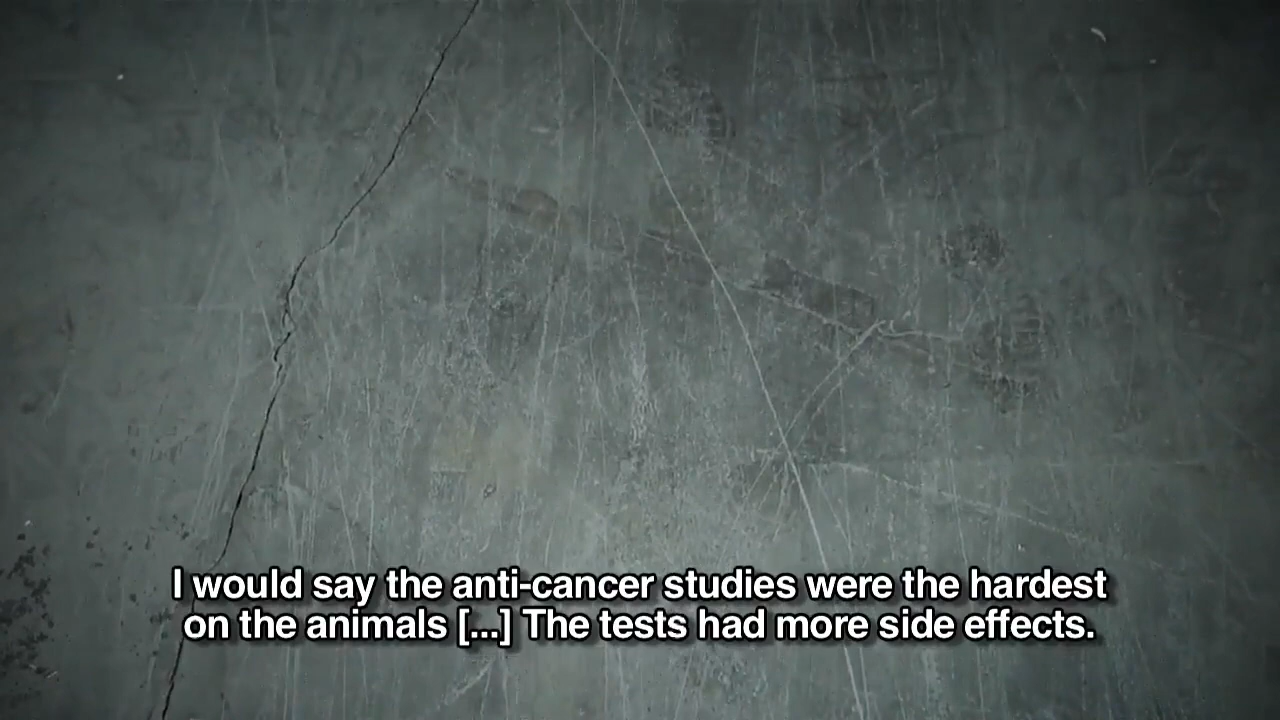 I would say the anti-cancer studies were the hardest
on the animals [...] The tests had more side effects.